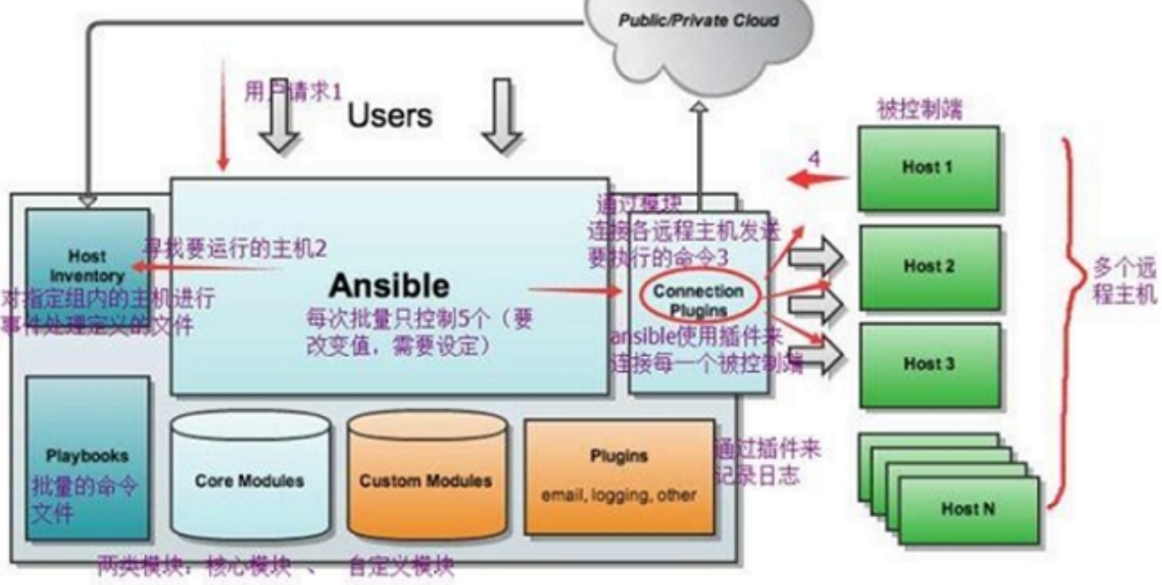 Public/Private Cloud
用户请求1
Users
被控制端
4
Host 1
通过模块
连接各远程主机发送
要执行的命令3
Host
Inventory
寻找要运行的主机2
对指定组内的主机进行
事件处理定义的文件
Ansible
每次批量只控制5个（要
改变值，需要设定）
Connection
Plugins
ansible使用插件来
连接每一个被控制端
Host 2
多个远
程主机
Host 3
Playbooks
批量的命令
文件
Core Modules
Custom Modules
Plugins
email, logging, other
通过插件来
记录日志
Host N
两类模块：核心模块 、 自定义模块